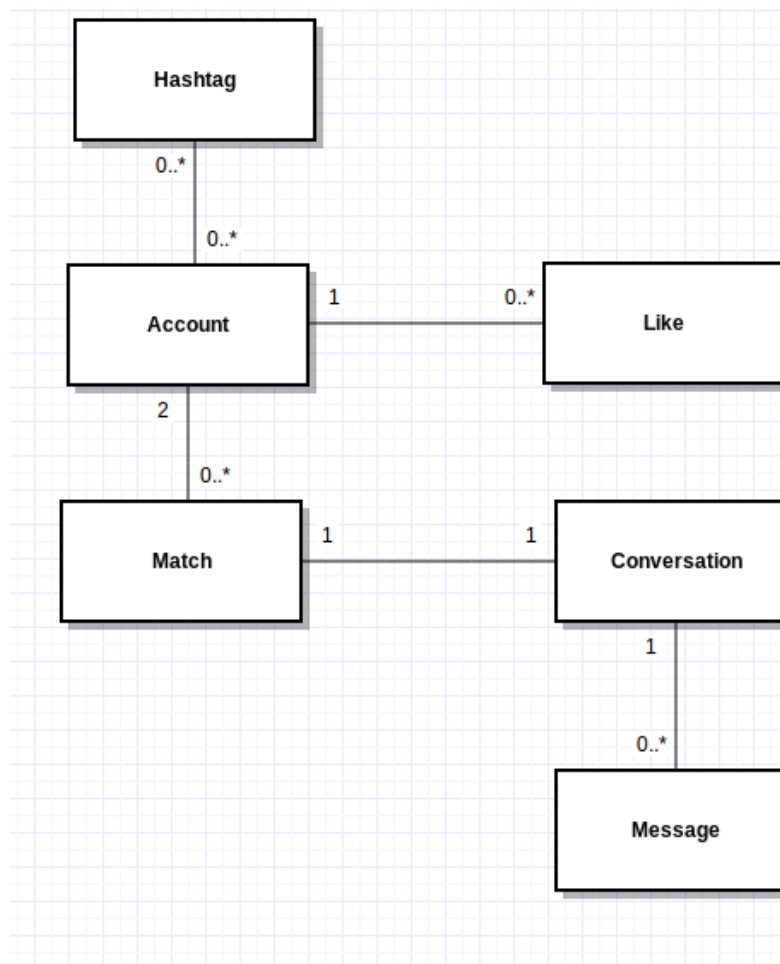 Hashtag
0..*
0..*
Account
1
0..*
Like
2
0..*
Match
1
1
Conversation
1
0..*
Message